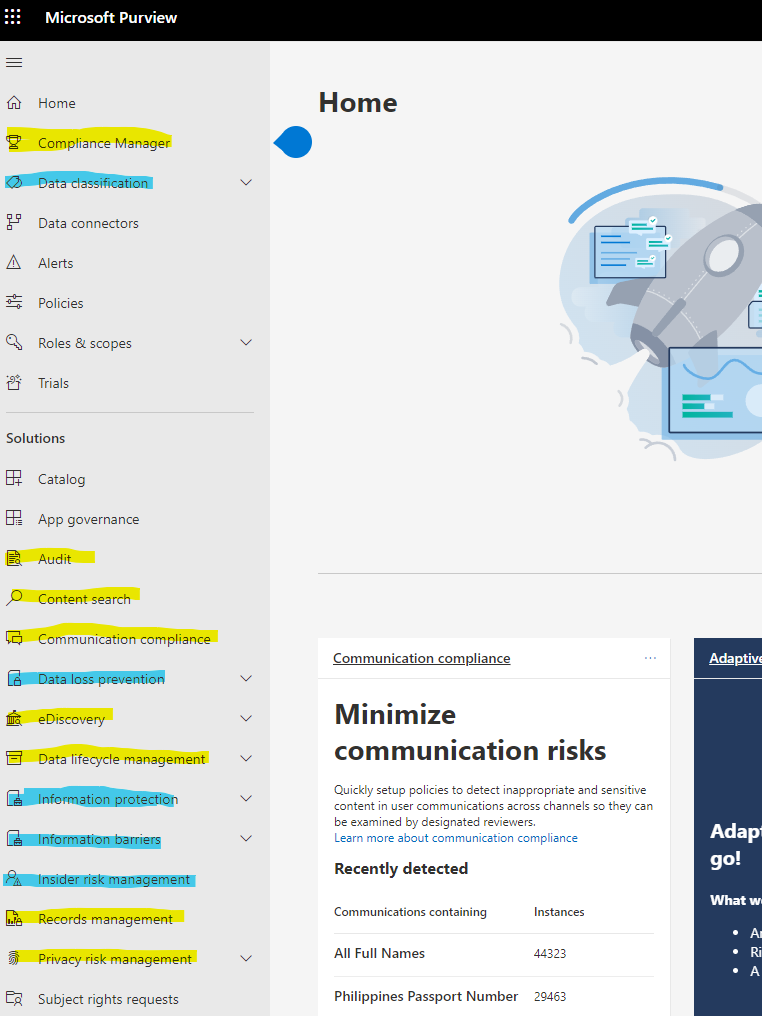 Microsoft Purview
Home
Compliance Manager
Data classification
Data connectors
Alerts
Policies
Roles & scopes
Trials
Solutions
Catalog
App governance
Audit
Content search
Communication compliance
Data loss prevention
eDiscovery
Data lifecycle management
Information protection
Information barriers
Insider risk management
Records management
Privacy risk management
Subject rights requests
Home
Communication compliance
Minimize
communication risks
Quickly setup policies to detect inappropriate and sensitive
content in user communications across channels so they can
be examined by designated reviewers.
Learn more about communication compliance
Recently detected
Communications containing Instances
All Full Names 44323
Philippines Passport Number 29463
Adaptive
Adapt
go!
What we
Ar
Ri
A